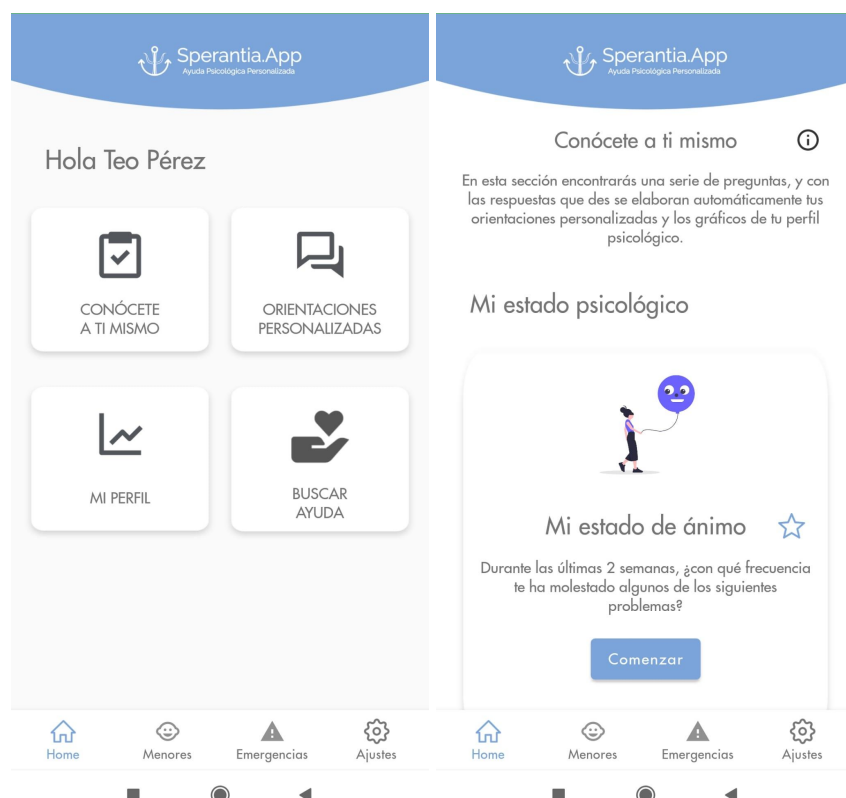 Sperantia.App
Ayuda Psicológica Personalizada
Hola Teo Pérez
CONÓCETE
A TI MISMO
ORIENTACIONES
PERSONALIZADAS
MI PERFIL
BUSCAR
AYUDA
Home
Menores
Emergencias
Ajustes
Sperantia.App
Ayuda Psicológica Personalizada
Conócete a ti mismo
En esta sección encontrarás una serie de preguntas, y con
las respuestas que des se elaboran automáticamente tus
orientaciones personalizadas y los gráficos de tu perfil
psicológico.
Mi estado psicológico
Mi estado de ánimo
Durante las últimas 2 semanas, ¿con qué frecuencia
te ha molestado algunos de los siguientes
problemas?
Comenzar
Home
Menores
Emergencias
Ajustes